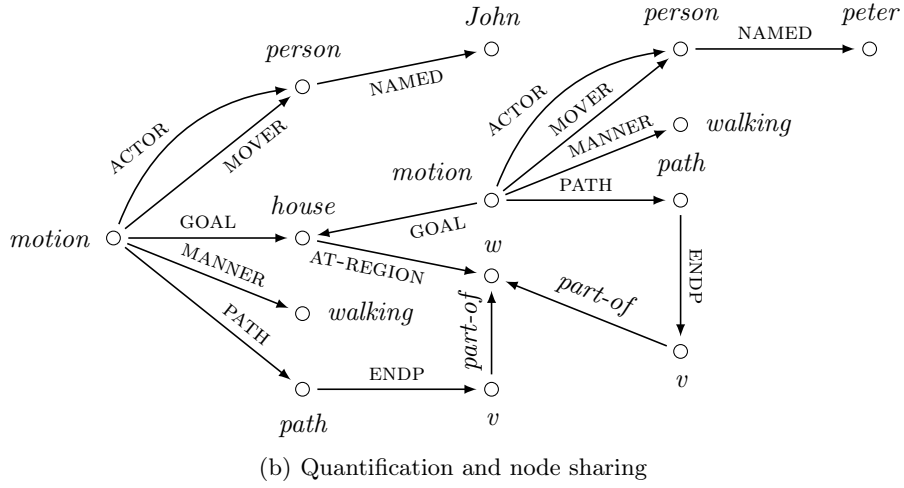 John
person
peter
person
NAMED
NAMED
ACTOR
MOVER
ACTOR
MOVER
MANNER
walking
motion
path
PATH
house
GOAL
GOAL
motion
w
MANNER
AT-REGION
ENDP
PATH
walking
part-of
part-of
ENDP
v
path
v
(b) Quantification and node sharing